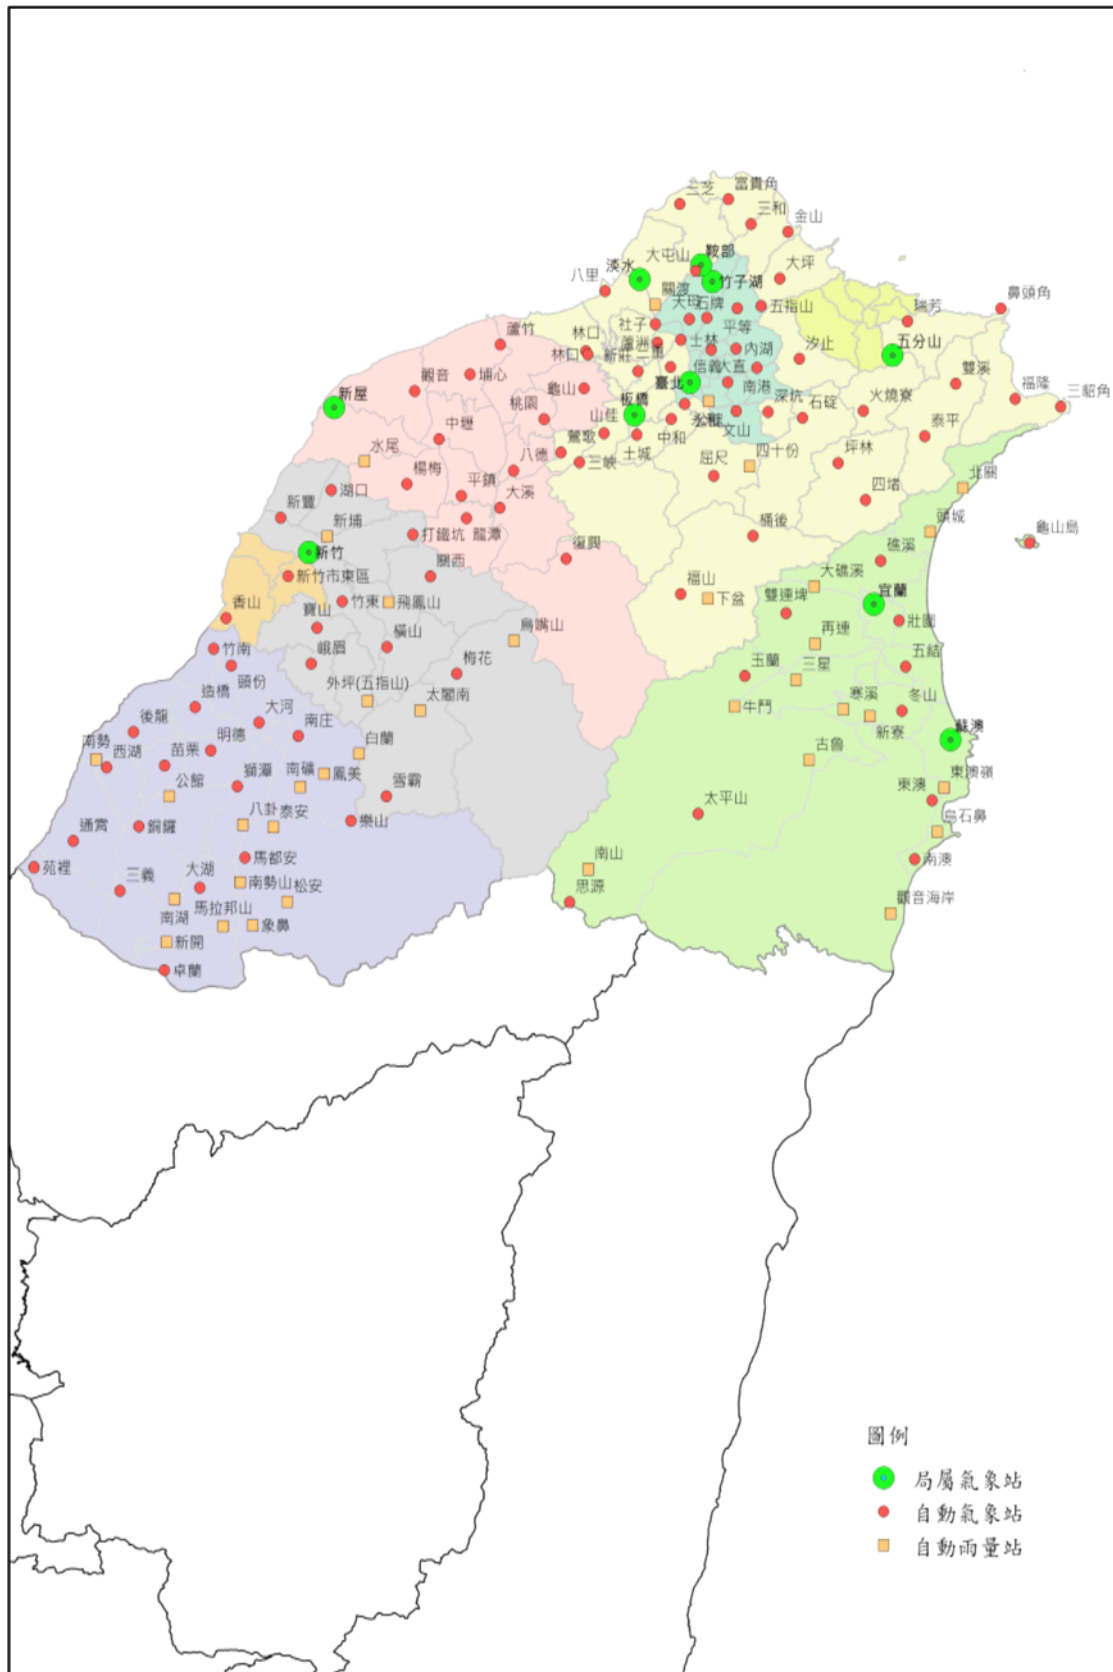 富貴角
三芝
三和
金山
鞍部
大屯山
淡水
大坪
八里
竹子湖
關渡
石牌
五指山
鼻頭角
瑞芳
社子
平等
蘆竹
林口
蘆洲
士林
內湖
汐止
五分山
林口
新莊
信義
大直
雙溪
觀音
埔心
龜山
臺北
南港
福隆
三貂角
新屋
桃園
板橋
深坑
石碇
火燒寮
泰平
山佳
文山
中壢
鶯歌
土城
中和
水尾
八德
三峽
屈尺
四十份
坪林
北關
楊梅
平鎮
大溪
四堵
湖口
頭城
新豐
新埔
打鐵坑
龍潭
桶後
龜山島
新竹
復興
礁溪
關西
大礁溪
新竹市東區
福山
下盆
雙連埤
宜蘭
香山
竹東
飛鳳山
寶山
烏嘴山
再連
壯圍
竹南
峨眉
橫山
梅花
玉蘭
三星
五結
頭份
外坪(五指山)
太閣南
造橋
大河
牛鬥
寒溪
冬山
後龍
明德
南庄
新寮
蘇澳
南勢
西湖
苗栗
白蘭
古魯
公館
獅潭
南礦
鳳美
雪霸
東澳
東澳嶺
通霄
銅鑼
八卦
泰安
樂山
太平山
烏石鼻
苑裡
三義
大湖
馬都安
南山
南澳
南勢山
松安
思源
觀音海岸
南湖
馬拉邦山
象鼻
新開
卓蘭
圖例
局屬氣象站
自動氣象站
自動雨量站